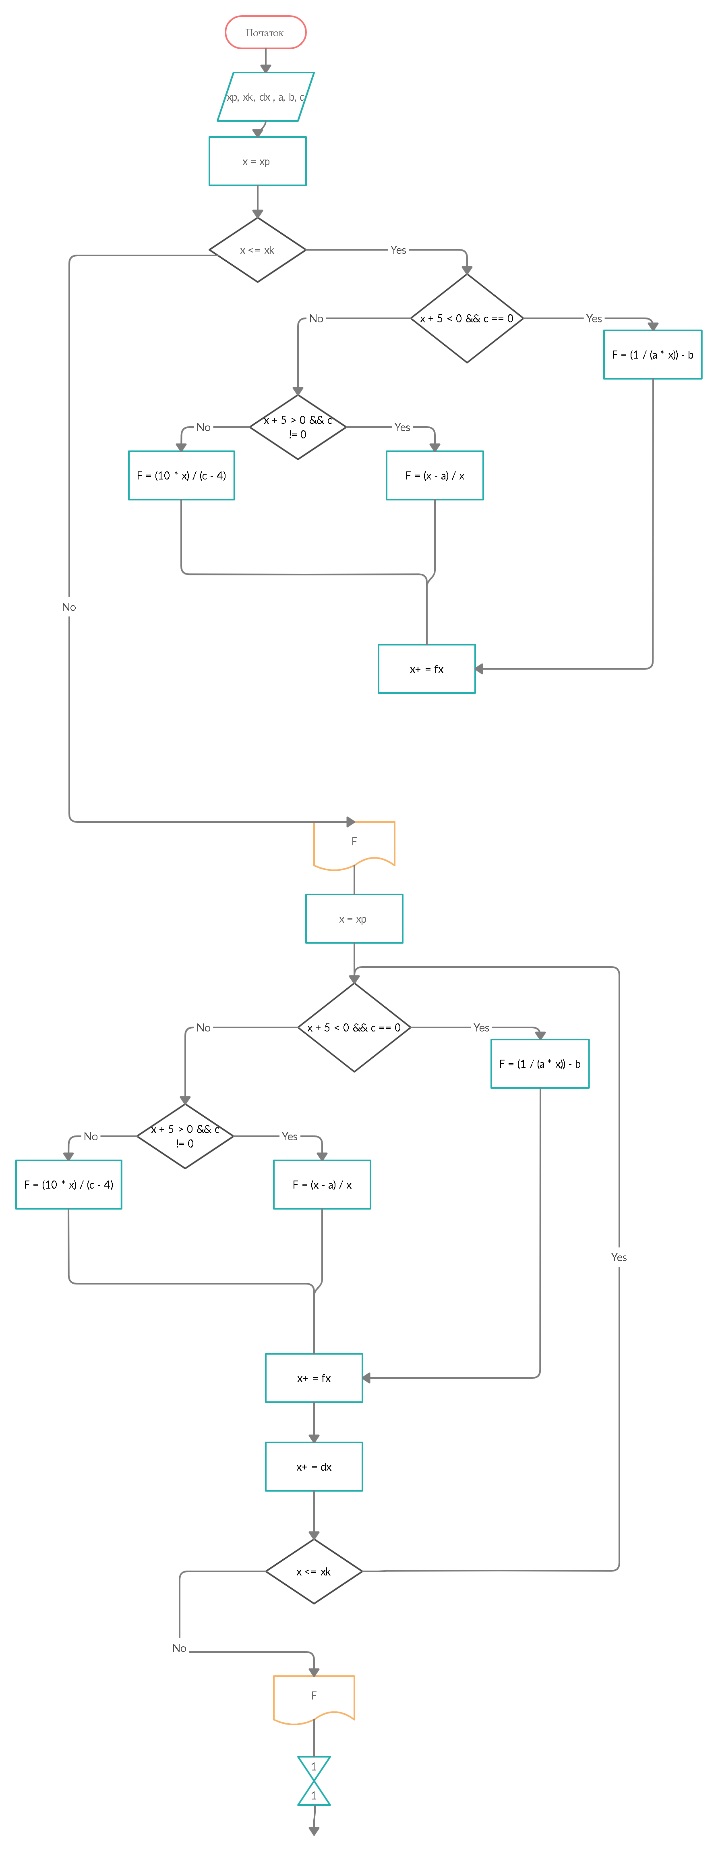 Початок
xp, xk, dx , a, b, c
x = xp
x <= xk
Yes
x + 5 < 0 && c == 0
No
Yes
F = (1 / (a * x)) - b
x + 5 > 0 && c
!= 0
No
Yes
F = (10 * x) / (c - 4)
F = (x - a) / x
No
x+ = fx
F
x = xp
x + 5 < 0 && c == 0
No
Yes
F = (1 / (a * x)) - b
x + 5 > 0 && c
!= 0
No
Yes
F = (10 * x) / (c - 4)
F = (x - a) / x
Yes
x+ = fx
x+ = dx
x <= xk
No
F
1
1